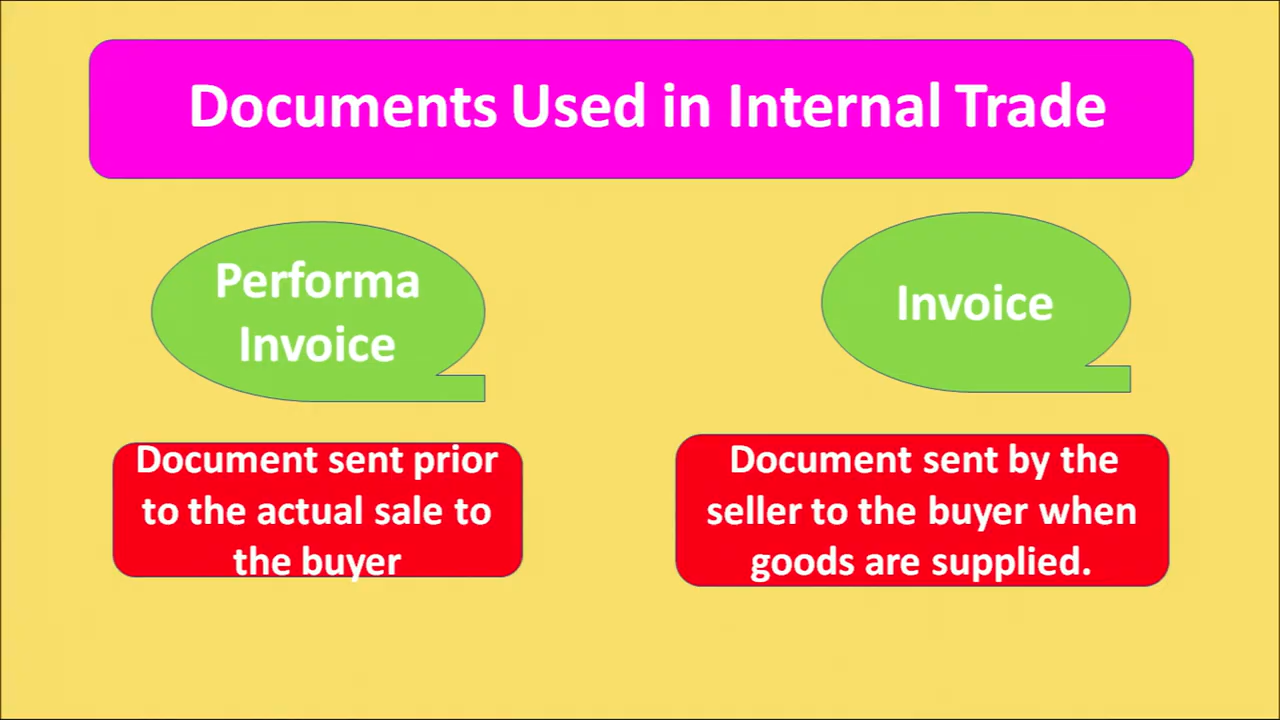 Documents Used in Internal Trade
Performa
Invoice
Invoice
Document sent prior
to the actual sale to
the buyer
Document sent by the
seller to the buyer when
goods are supplied.